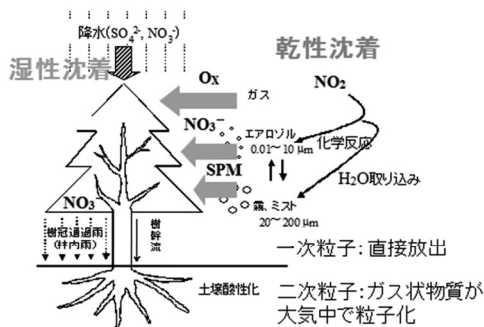 降水(SO₄²⁻, NO₃⁻)
湿性沈着
乾性沈着
Ox
ガス
NO₂
NO₃⁻
エアロゾル
0.01～10μm
化学反応
SPM
H₂O取り込み
NO₃⁻
霧、ミスト
20～200μm
樹冠通過雨
(林内雨)
樹幹流
一次粒子：直接放出
土壌酸性化
二次粒子：ガス状物質が
大気中で粒子化